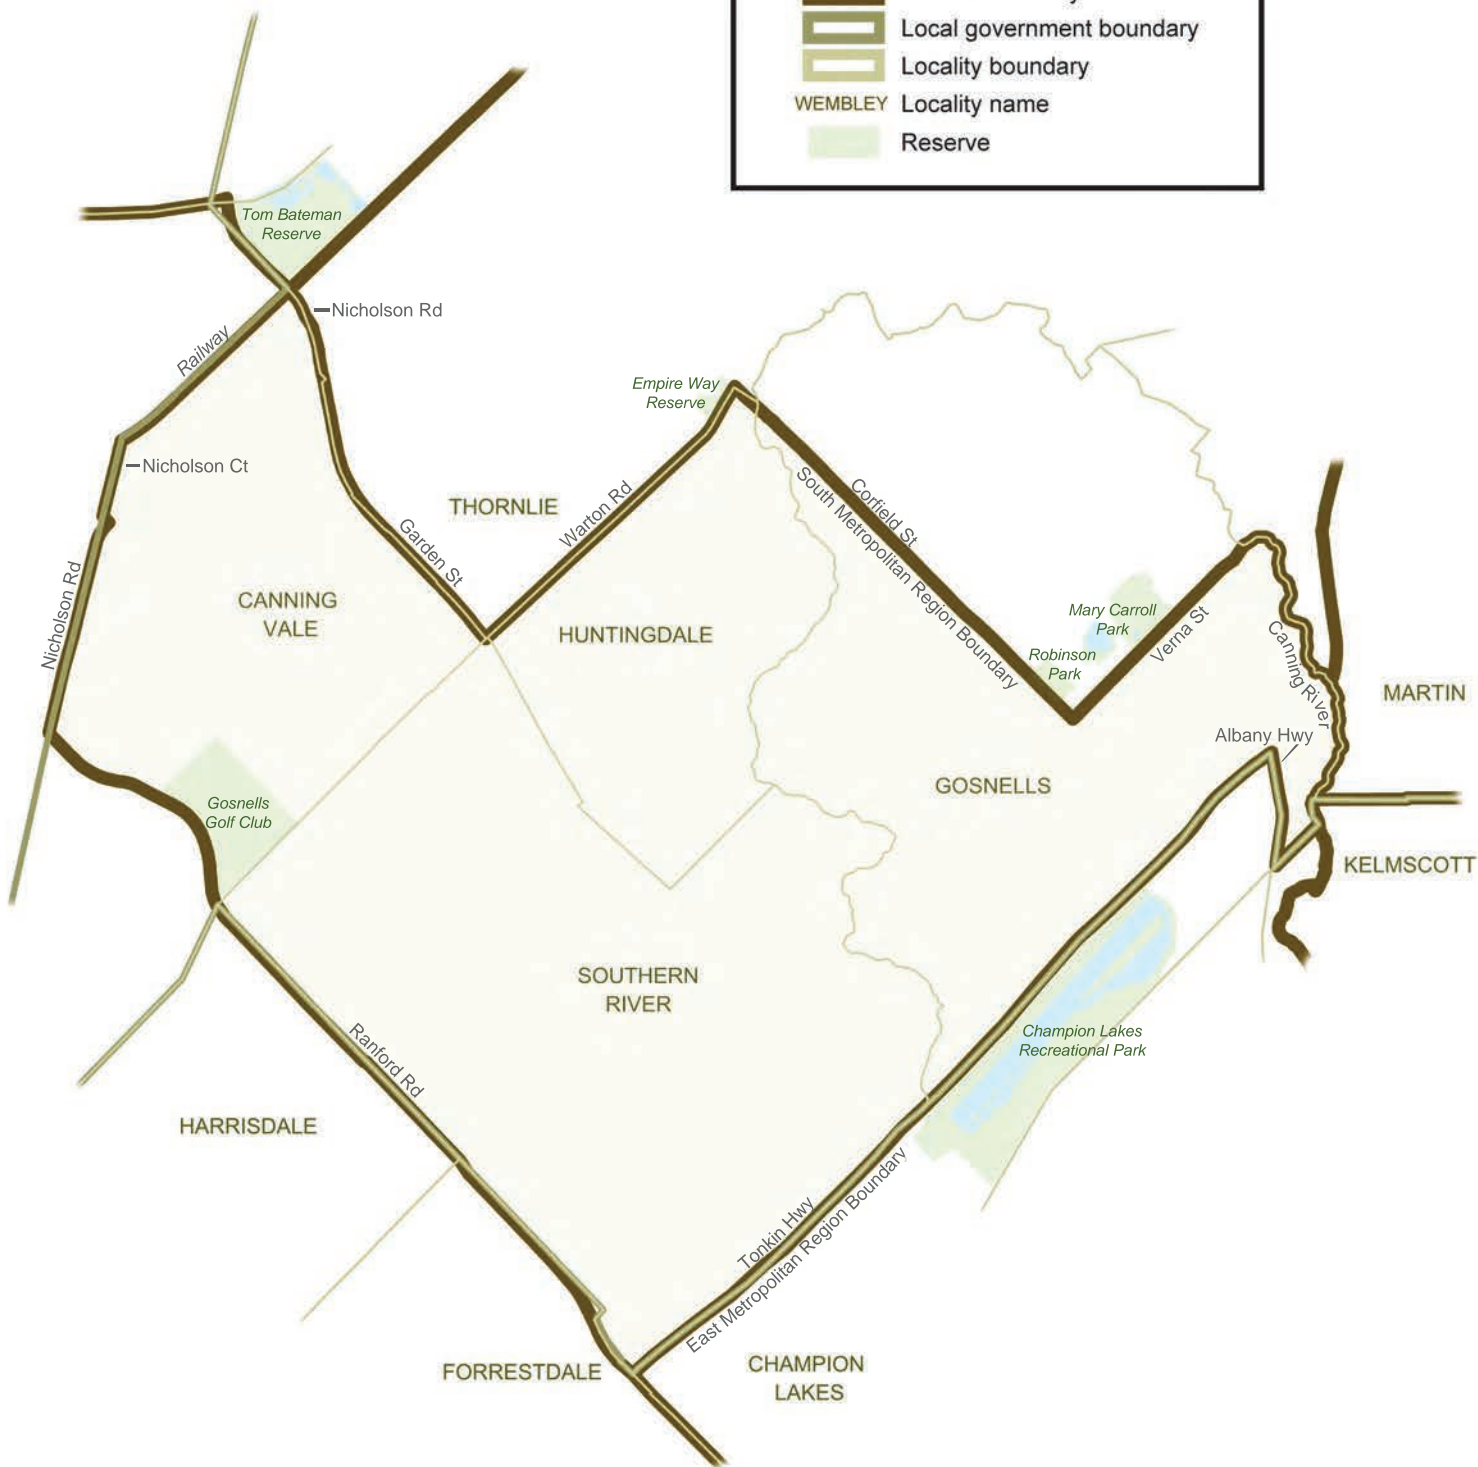 Local government boundary
Locality boundary
WEMBLEY Locality name
Reserve
Tom Bateman
Reserve
Nicholson Rd
Railway
Empire Way
Reserve
Nicholson Ct
THORNLIE
Warton Rd
Corfield St
South Metropolitan Region Boundary
Garden St
Nicholson Rd
CANNING
VALE
HUNTINGDALE
Mary Carroll
Park
Verna St
Robinson
Park
Canning River
MARTIN
Albany Hwy
GOSNELLS
Gosnells
Golf Club
KELMSCOTT
SOUTHERN
RIVER
Champion Lakes
Recreational Park
Ranford Rd
HARRISDALE
Tonkin Hwy
East Metropolitan Region Boundary
FORRESTDALE
CHAMPION
LAKES